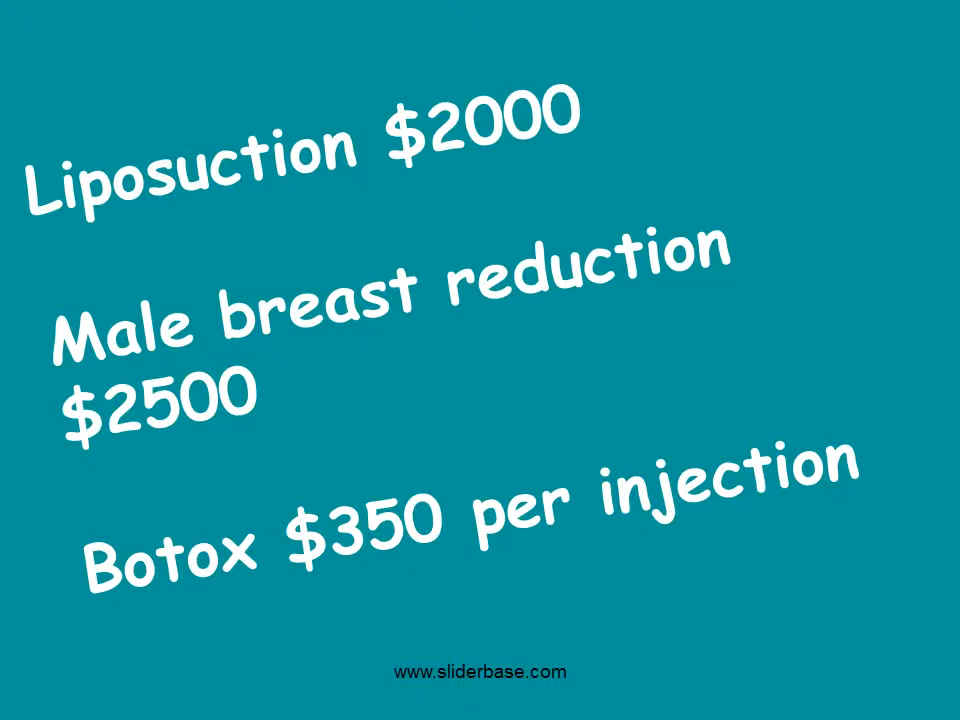 Liposuction $2000
Male breast reduction
$2500
Botox $350 per injection
www.sliderbase.com